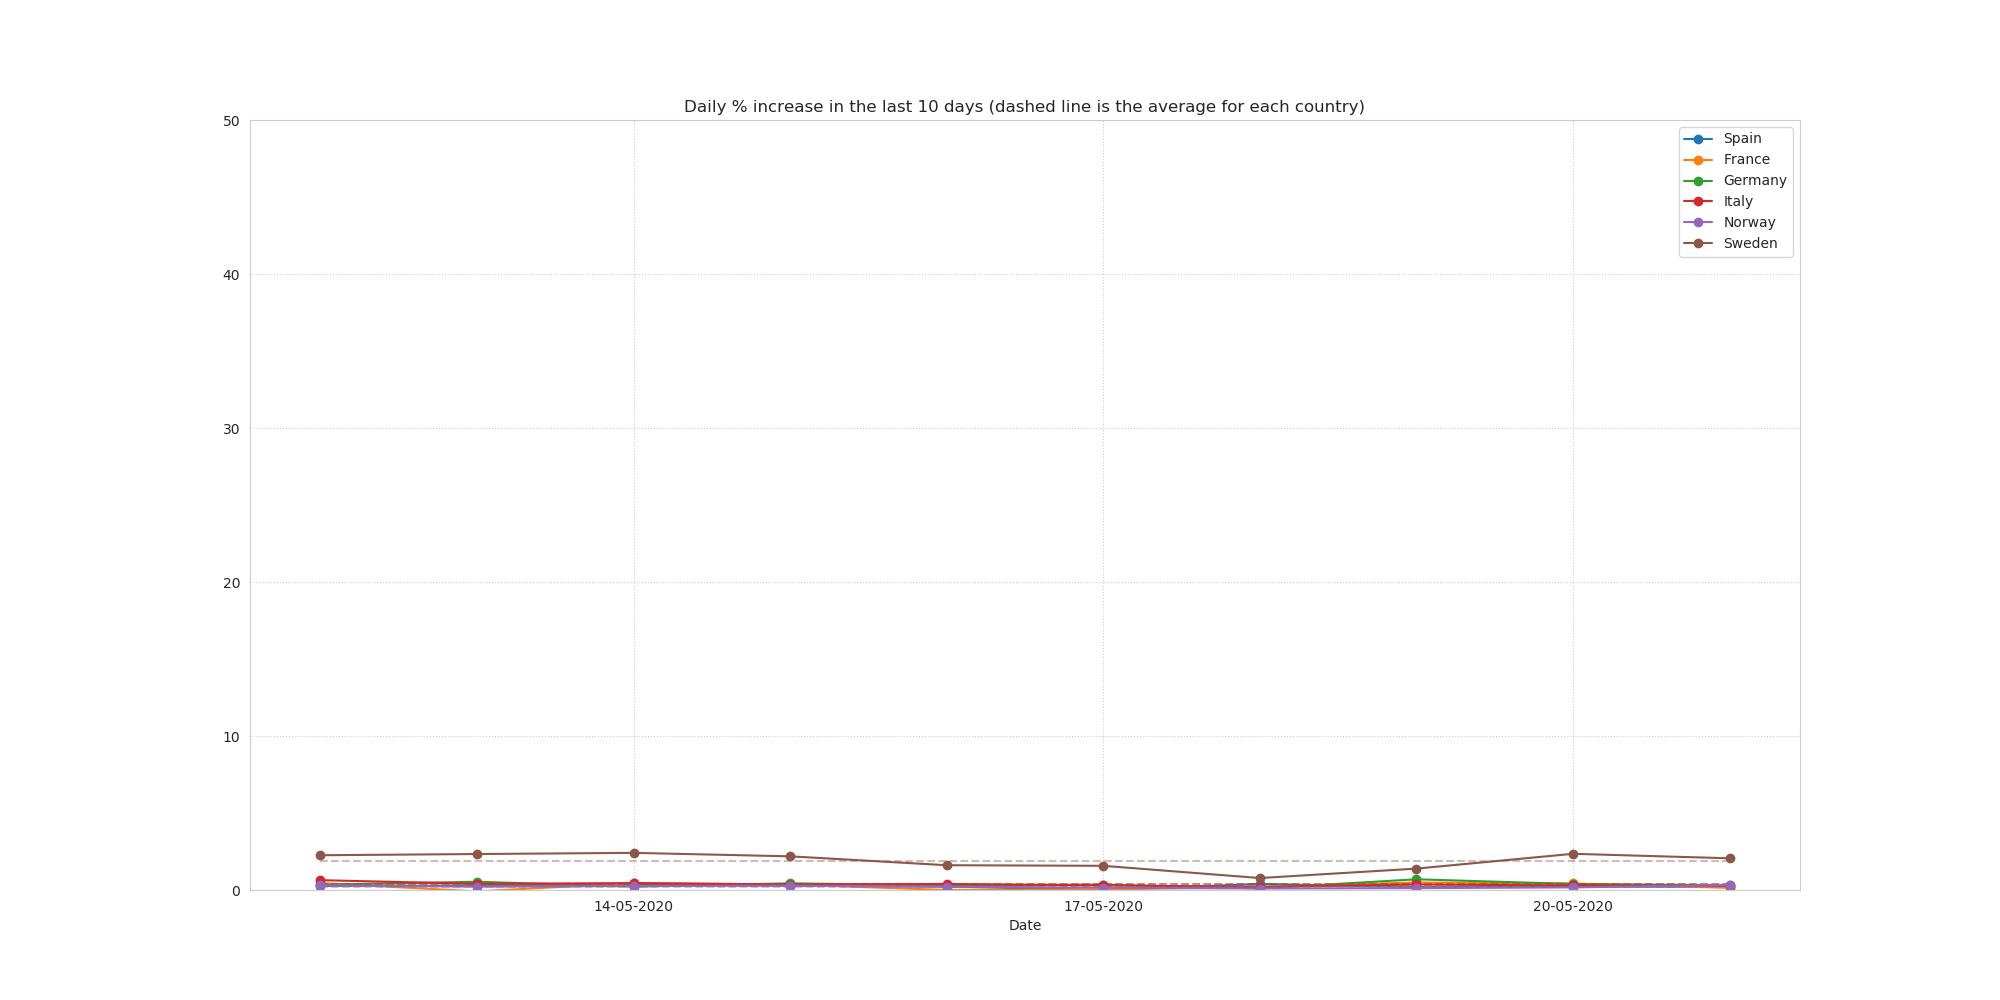 Daily % increase in the last 10 days (dashed line is the average for each country)
50
40
30
20
10
0
Spain
France
Germany
Italy
Norway
Sweden
14-05-2020
17-05-2020
20-05-2020
Date